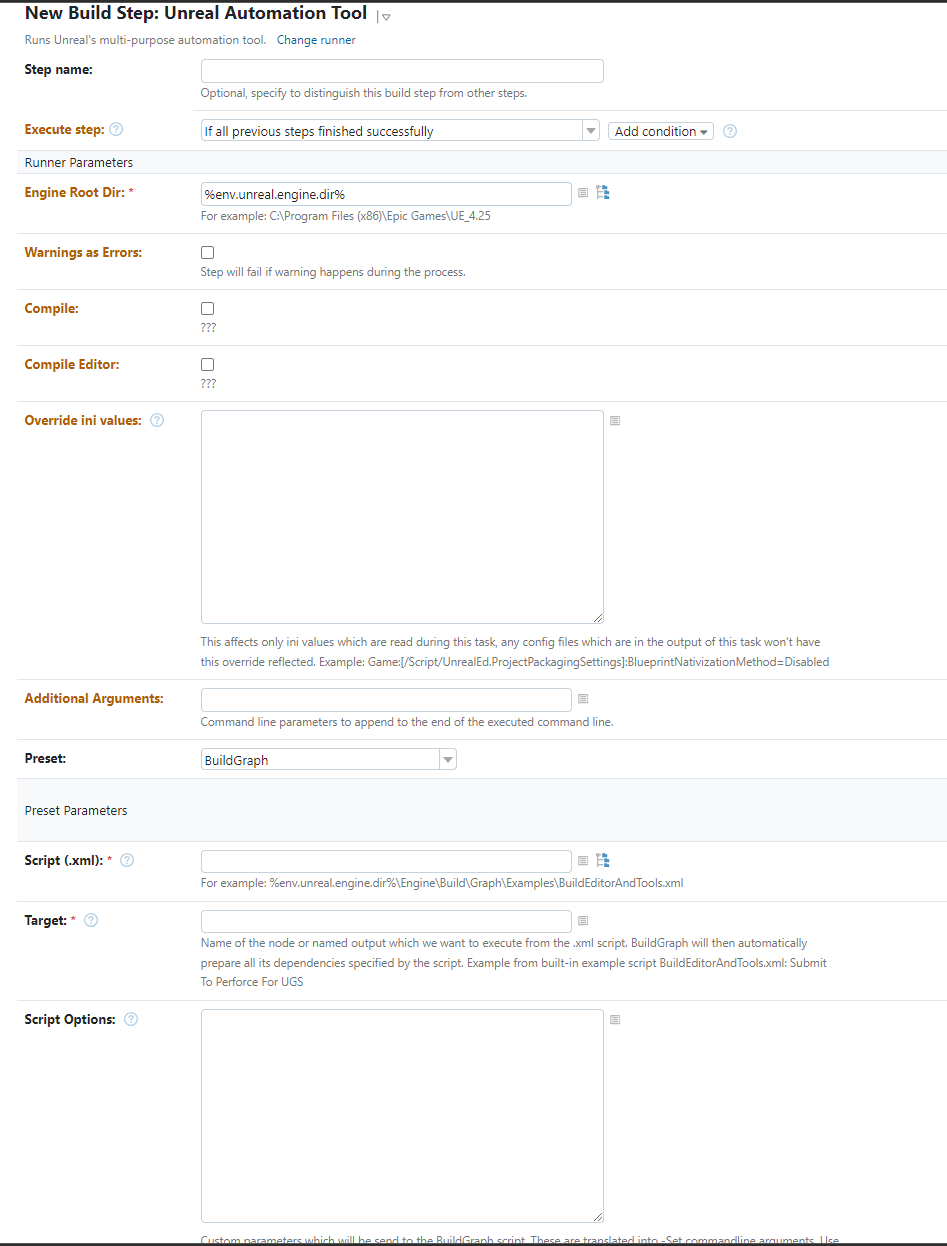 New Build Step: Unreal Automation Tool
Runs Unreal's multi-purpose automation tool. Change runner
Step name:
Optional, specify to distinguish this build step from other steps.
Execute step: ? If all previous steps finished successfully Add condition ?
Runner Parameters
Engine Root Dir: * %env.unreal.engine.dir%
For example: C:\Program Files (x86)\Epic Games\UE_4.25
Warnings as Errors:
Step will fail if warning happens during the process.
Compile:
???
Compile Editor:
???
Override ini values: ?
This affects only ini values which are read during this task, any config files which are in the output of this task won't have
this override reflected. Example: Game:[/Script/UnrealEd.ProjectPackagingSettings]:BlueprintNativizationMethod=Disabled
Additional Arguments:
Command line parameters to append to the end of the executed command line.
Preset: BuildGraph
Preset Parameters
Script (.xml): * ?
For example: %env.unreal.engine.dir%\Engine\Build\Graph\Examples\BuildEditorAndTools.xml
Target: * ?
Name of the node or named output which we want to execute from the .xml script. BuildGraph will then automatically
prepare all its dependencies specified by the script. Example from built-in example script BuildEditorAndTools.xml: Submit
To Perforce For UGS
Script Options: ?
Custom parameters which will be send to the BuildGraph script. These are translated into -Set commandline arguments. Use